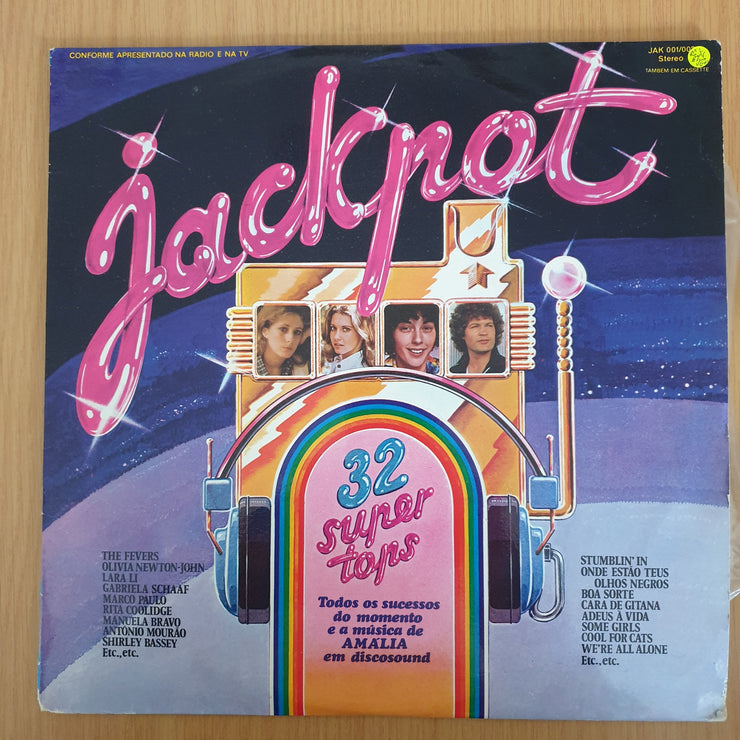 CONFORME APRESENTADO NA RÁDIO E NA TV
JAK 001/00
Stereo
TAMBEM EM CASSETTE
jackpot
32
super
tops
Todos os sucessos
do momento
e a música de
AMÁLIA
em discosound
THE FEVERS
OLIVIA NEWTON-JOHN
LARA LI
GABRIELA SCHAAF
MARCO PAULO
RITA COOLIDGE
MANUELA BRAVO
ANTONIO MOURÃO
SHIRLEY BASSEY
Etc.,etc.
STUMBLIN' IN
ONDE ESTÃO TEUS
OLHOS NEGROS
BOA SORTE
CARA DE GITANA
ADEUS À VIDA
SOME GIRLS
COOL FOR CATS
WE'RE ALL ALONE
Etc.,etc.